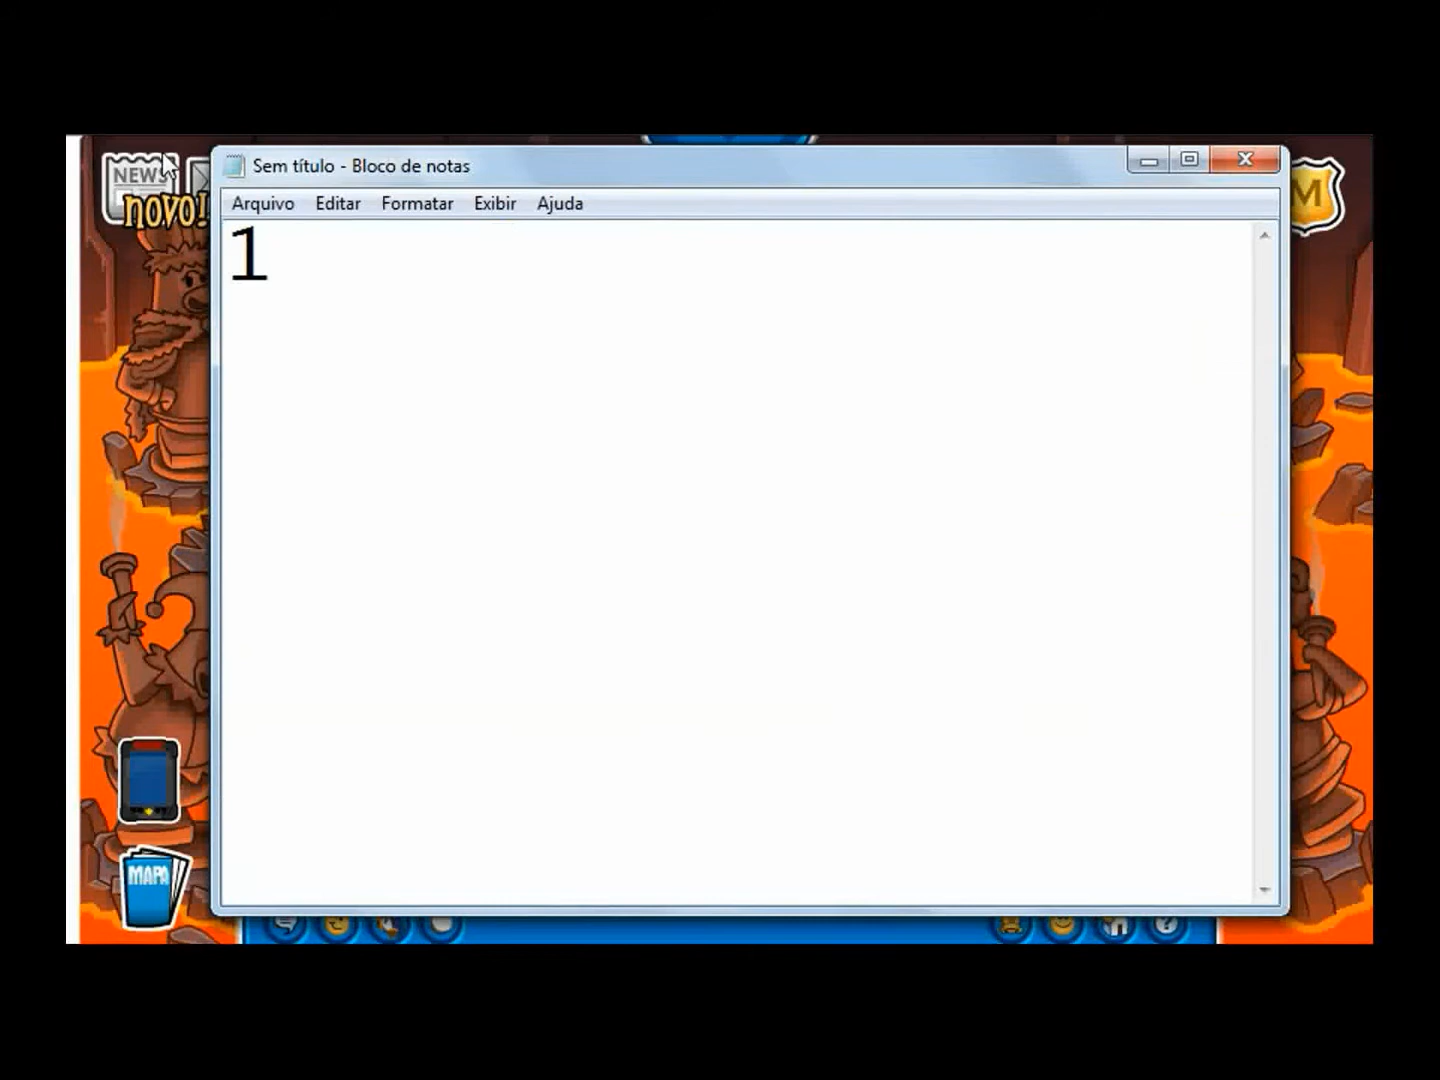 NEWS
novo!
Sem título - Bloco de notas
M
Arquivo Editar Formatar Exibir Ajuda
1
MAPA
?